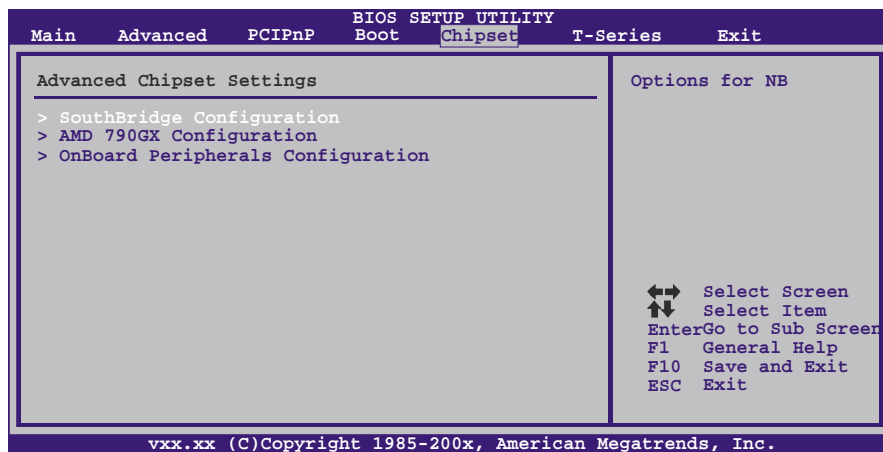 BIOS SETUP UTILITY
Main Advanced PCIPnP Boot Chipset T-Series Exit
Advanced Chipset Settings
> SouthBridge Configuration
> AMD 790GX Configuration
> OnBoard Peripherals Configuration
Options for NB
Select Screen
Select Item
EnterGo to Sub Screen
F1 General Help
F10 Save and Exit
ESC Exit
vxx.xx (C)Copyright 1985-200x, American Megatrends, Inc.